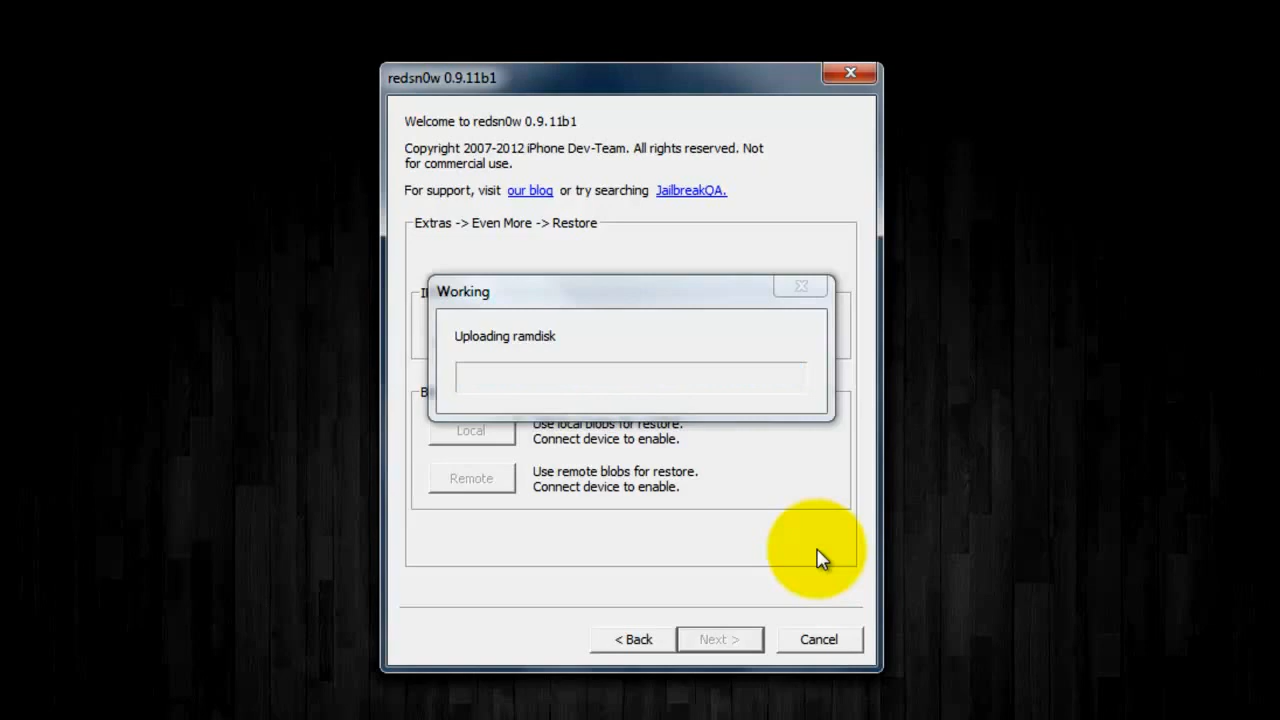 redsn0w 0.9.11b1
Welcome to redsn0w 0.9.11b1
Copyright 2007-2012 iPhone Dev-Team. All rights reserved. Not
for commercial use.
For support, visit our blog or try searching JailbreakQA.
Extras -> Even More -> Restore
Working
Uploading ramdisk
Local
Use local blobs for restore.
Connect device to enable.
Remote
Use remote blobs for restore.
Connect device to enable.
< Back
Next >
Cancel